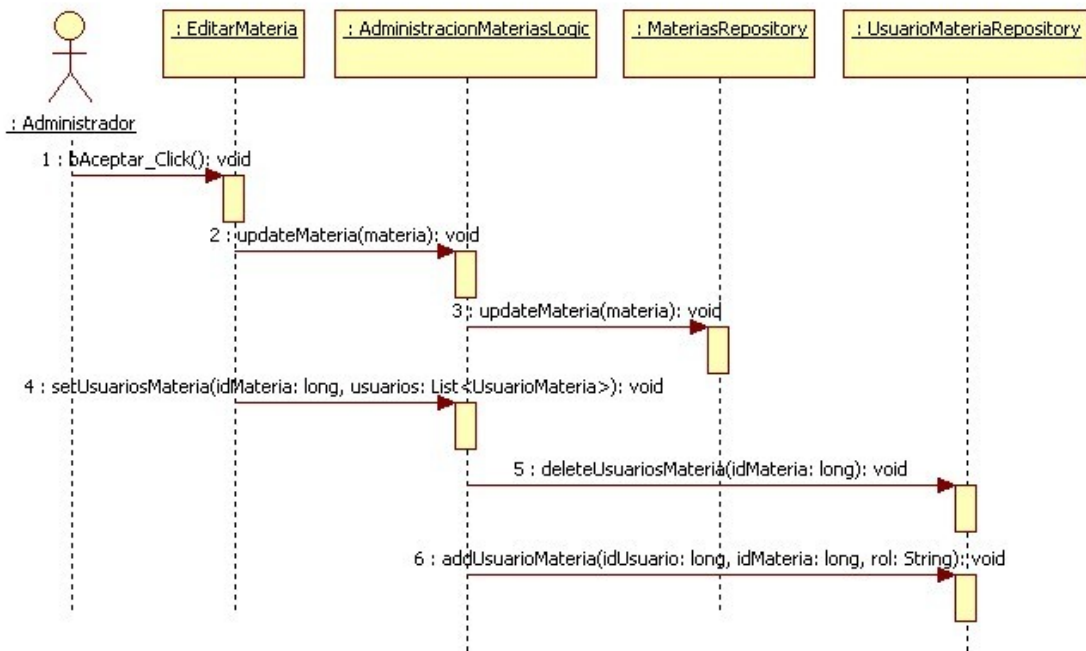 : EditarMateria
: AdministracionMateriasLogic
: MateriasRepository
: UsuarioMateriaRepository
: Administrador
1 : bAceptar_Click(): void
2 : updateMateria(materia): void
3 : updateMateria(materia): void
4 : setUsuariosMateria(idMateria: long, usuarios: List<UsuarioMateria>): void
5 : deleteUsuariosMateria(idMateria: long): void
6 : addUsuarioMateria(idUsuario: long, idMateria: long, rol: String): void